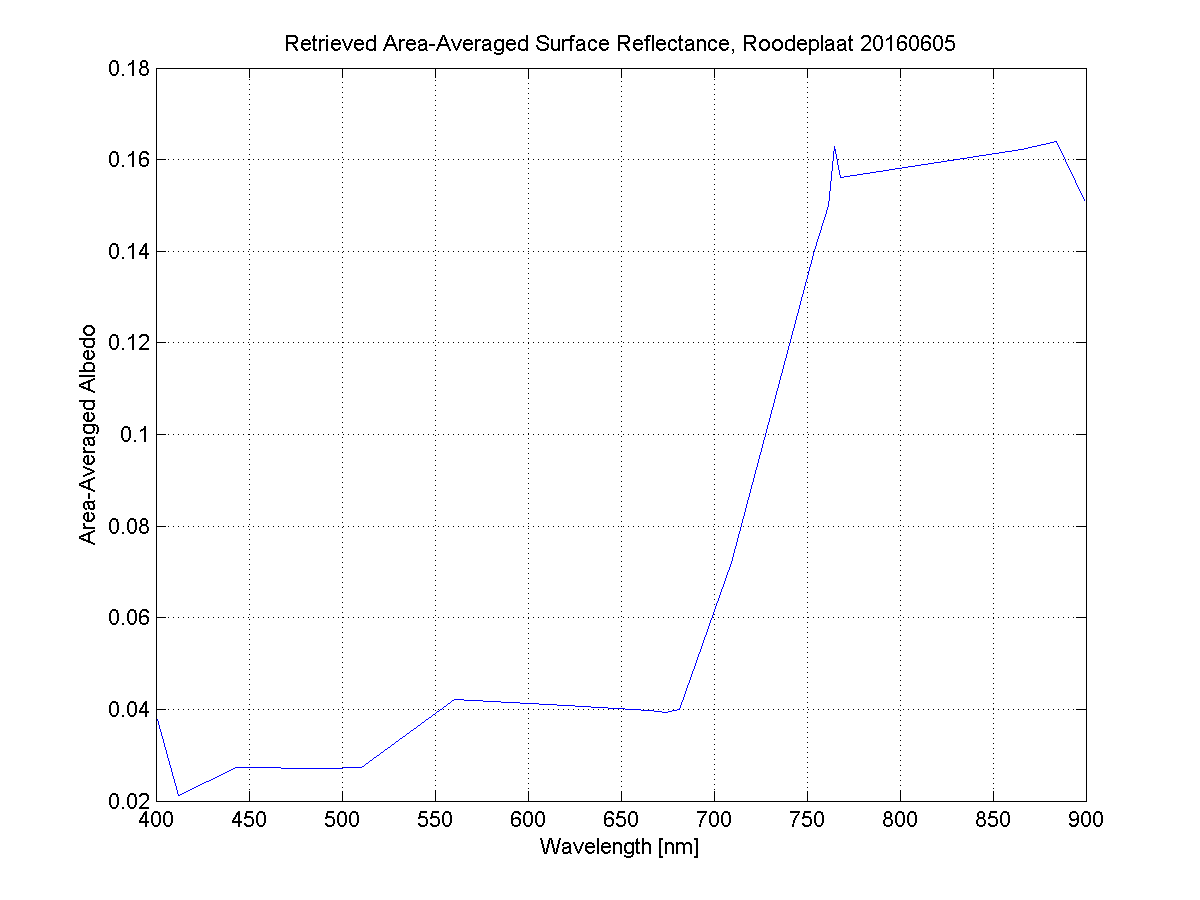 Retrieved Area-Averaged Surface Reflectance, Roodeplaat 20160605
0.18
0.16
0.14
0.12
0.1
0.08
0.06
0.04
0.02
Area-Averaged Albedo
400 450 500 550 600 650 700 750 800 850 900
Wavelength [nm]